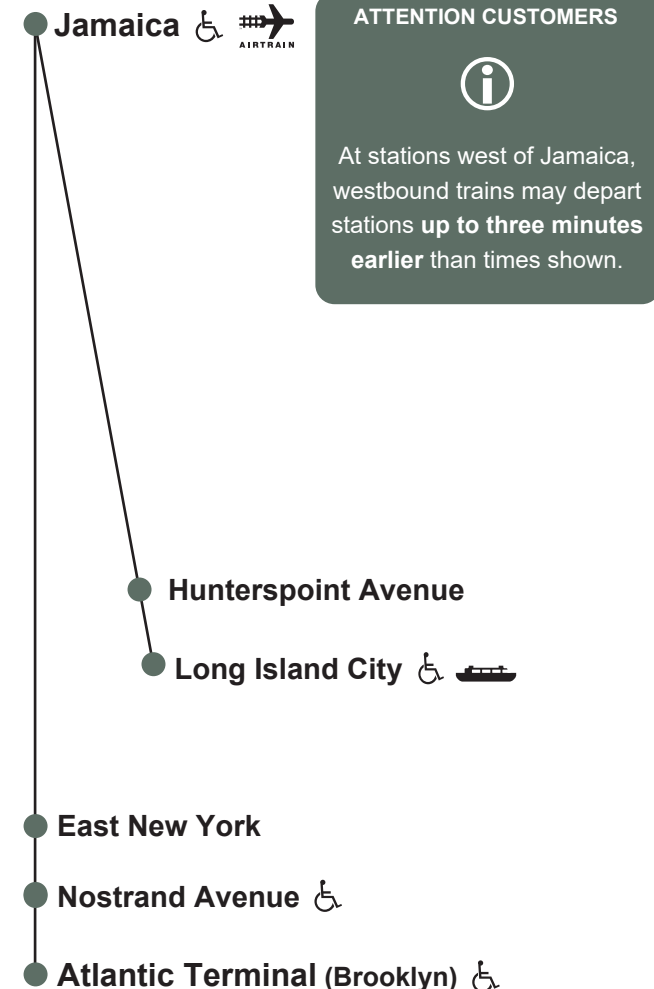 Jamaica
AIRTRAIN
ATTENTION CUSTOMERS
At stations west of Jamaica,
westbound trains may depart
stations up to three minutes
earlier than times shown.
Hunterspoint Avenue
Long Island City
East New York
Nostrand Avenue
Atlantic Terminal (Brooklyn)